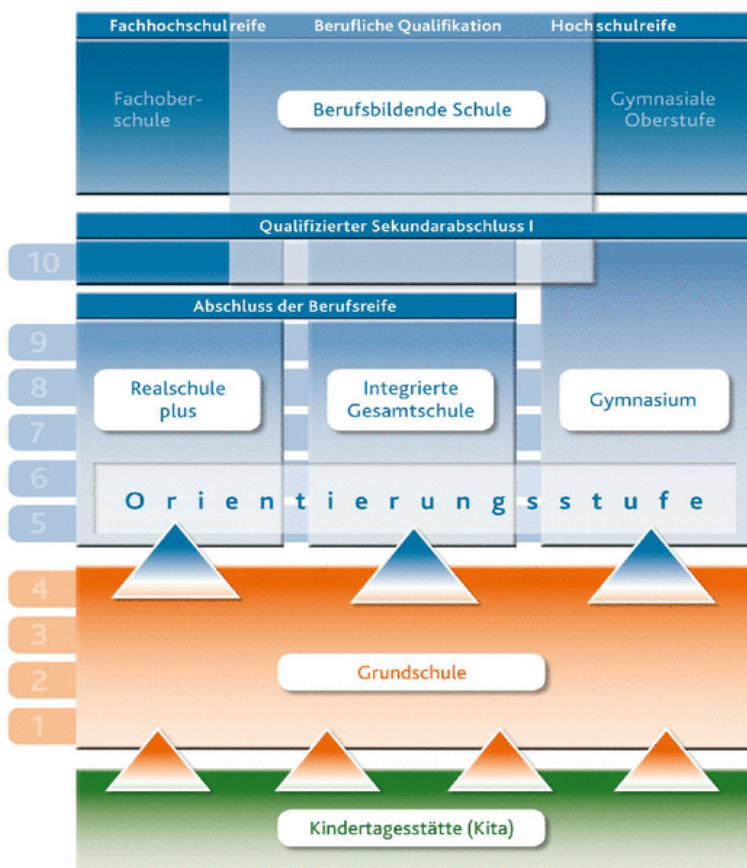 Fachhochschulreife Berufliche Qualifikation Hochschulreife
Fachober-
schule
Berufsbildende Schule
Gymnasiale
Oberstufe
Qualifizierter Sekundarabschluss I
10
Abschluss der Berufsreife
9
8
7
6
5
Realschule
plus
Integrierte
Gesamtschule
Gymnasium
Orientierungsstufe
4
3
2
1
Grundschule
Kindertagesstätte (Kita)